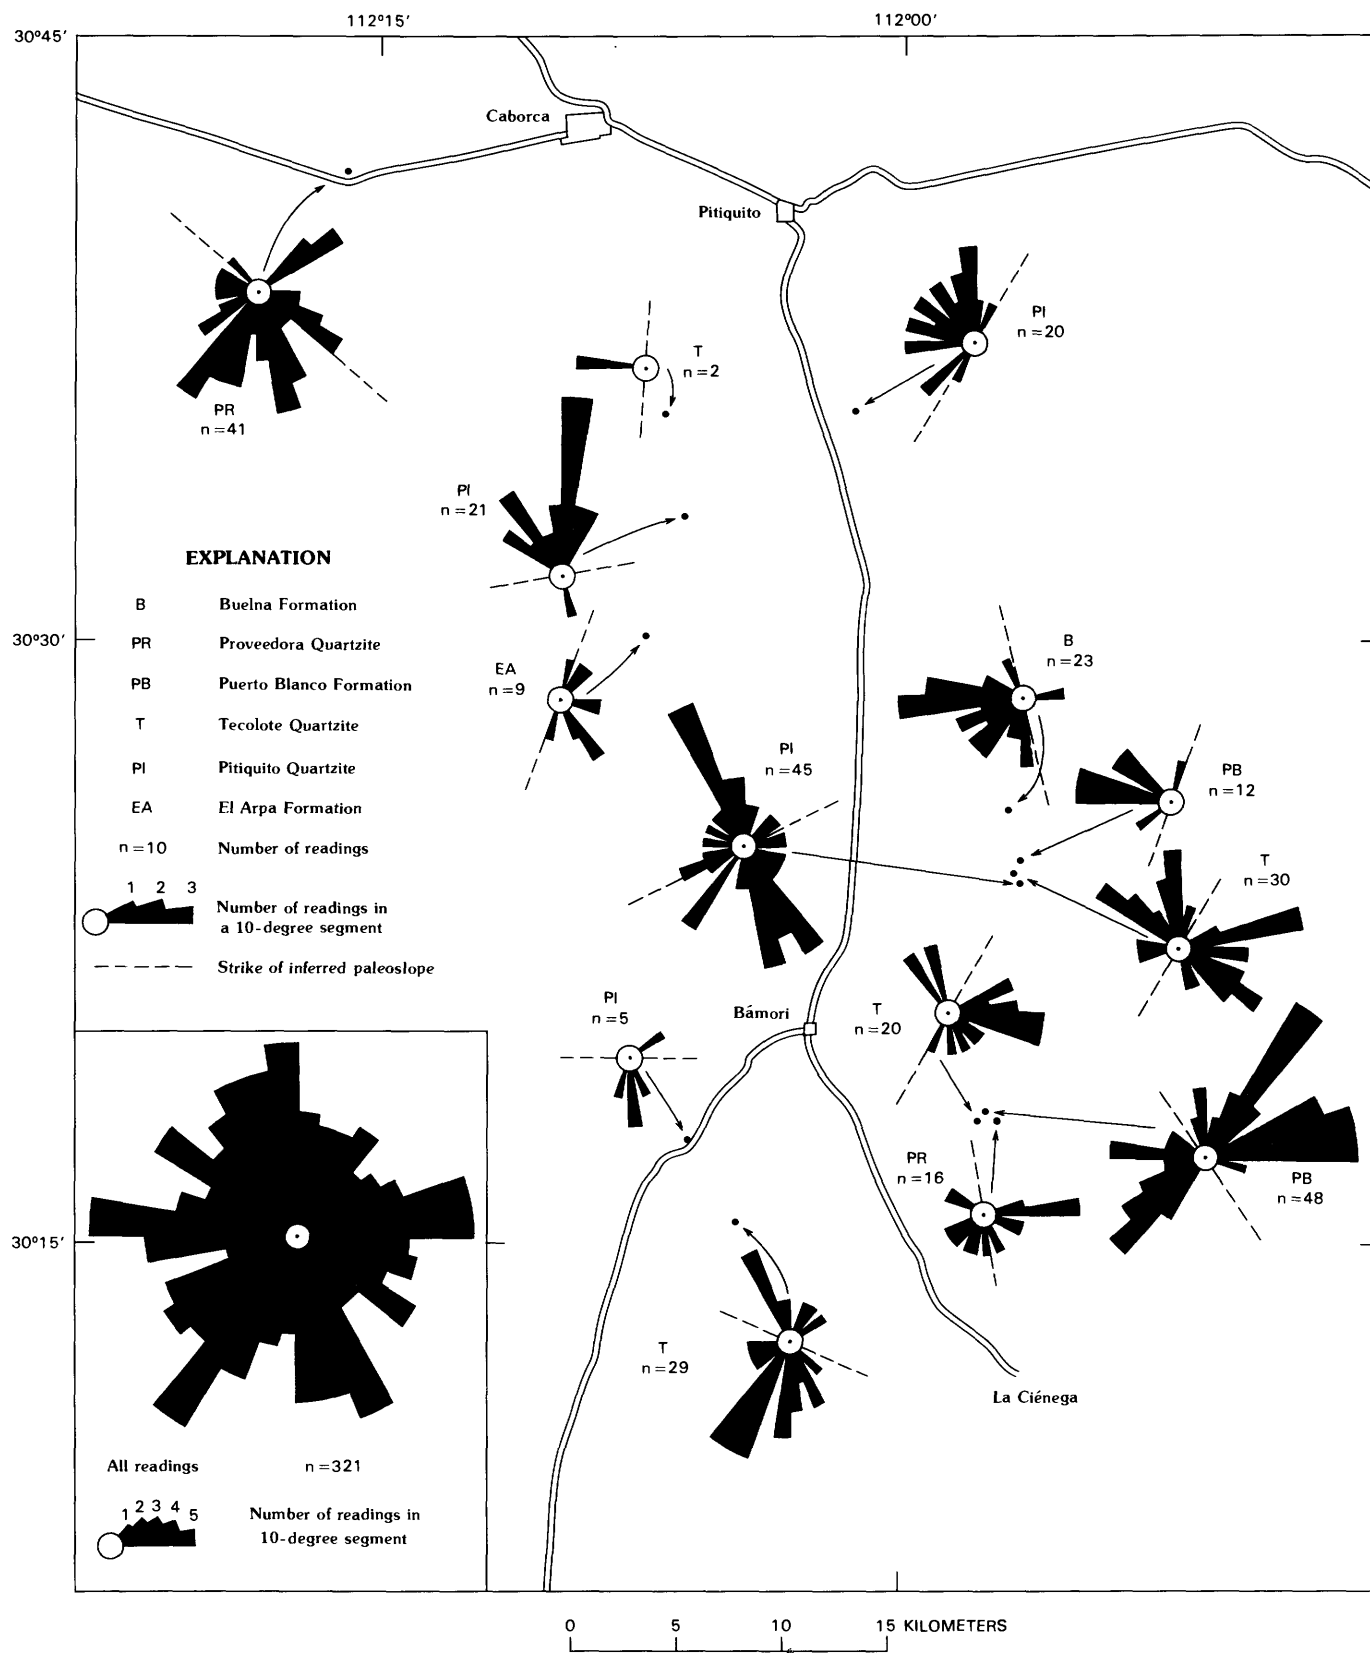 112°15′
112°00′
30°45′
Caborca
Pitiquito
PR
n=41
T
n=2
PI
n=20
PI
n=21
EXPLANATION
B Buelna Formation
PR Proveedora Quartzite
PB Puerto Blanco Formation
T Tecolote Quartzite
PI Pitiquito Quartzite
EA El Arpa Formation
n=10 Number of readings
1 2 3
Number of readings in
a 10-degree segment
Strike of inferred paleoslope
30°30′
EA
n=9
B
n=23
PI
n=45
PB
n=12
T
n=30
PI
n=5
Bámori
T
n=20
PR
n=16
PB
n=48
30°15′
T
n=29
La Ciénega
All readings
n=321
1 2 3 4 5
Number of readings in
10-degree segment
0 5 10 15 KILOMETERS